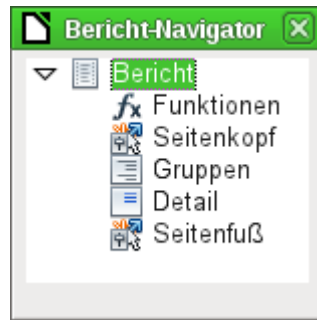 Bericht-Navigator
Bericht
Funktionen
Seitenkopf
Gruppen
Detail
Seitenfuß